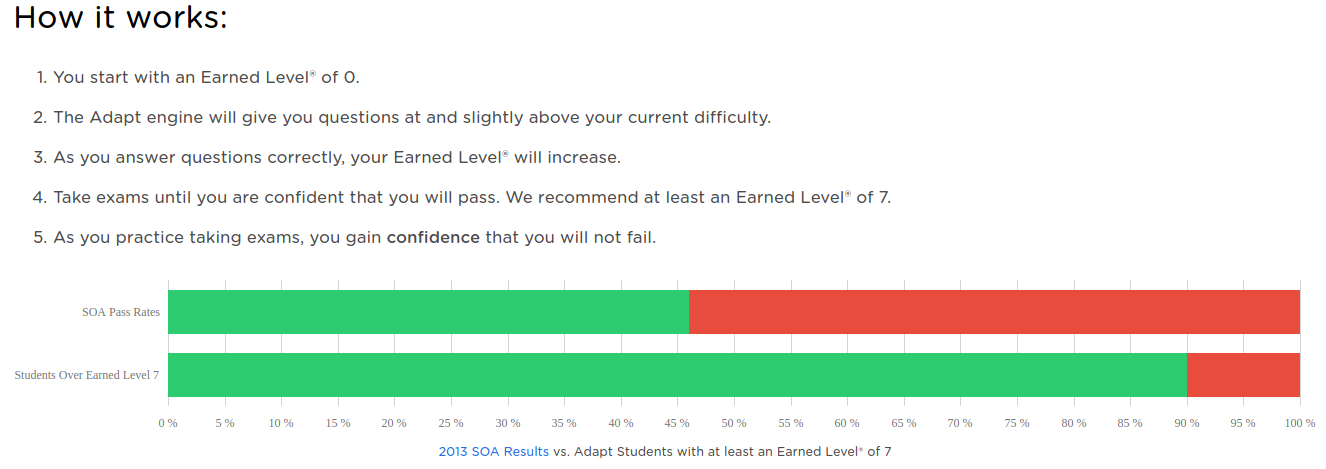 How it works:
1. You start with an Earned Level® of 0.
2. The Adapt engine will give you questions at and slightly above your current difficulty.
3. As you answer questions correctly, your Earned Level® will increase.
4. Take exams until you are confident that you will pass. We recommend at least an Earned Level® of 7.
5. As you practice taking exams, you gain confidence that you will not fail.
SOA Pass Rates
Students Over Earned Level 7
0 % 5 % 10 % 15 % 20 % 25 % 30 % 35 % 40 % 45 % 50 % 55 % 60 % 65 % 70 % 75 % 80 % 85 % 90 % 95 % 100 %
2013 SOA Results vs. Adapt Students with at least an Earned Level® of 7